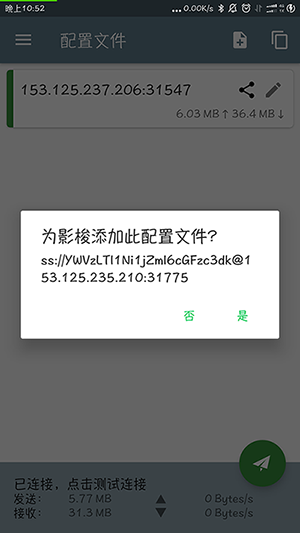 晚上10:52
0.00K/s
配置文件
153.125.237.206:31547
6.03 MB↑ 36.4 MB↓
为影梭添加此配置文件?
ss://YWVzLTI1Ni1jZmI6cGFzc3dk@1
53.125.235.210:31775
否 是
已连接，点击测试连接
发送： 5.77 MB ▲ 0 Bytes/s
接收： 31.3 MB ▼ 0 Bytes/s